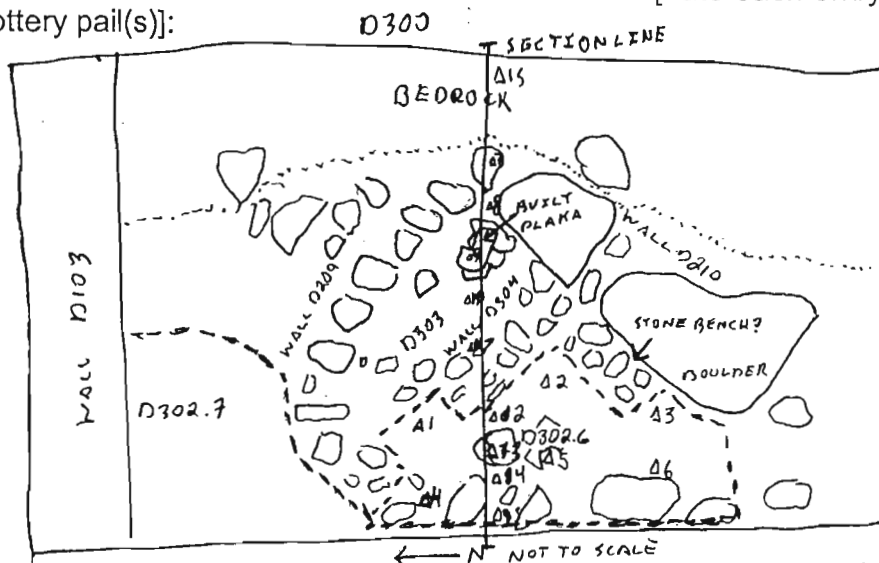 ottery pail(s)]:
D300
SECTION LINE
Δ15
BEDROCK
BUILT
PLAKA
WALL D210
WALL D209
WALL D103
D303
WALL D304
STONE BENCH?
BOULDER
D302.7
Δ1
Δ2
Δ3
D302.6
Δ5
Δ6
Δ4
← N
NOT TO SCALE